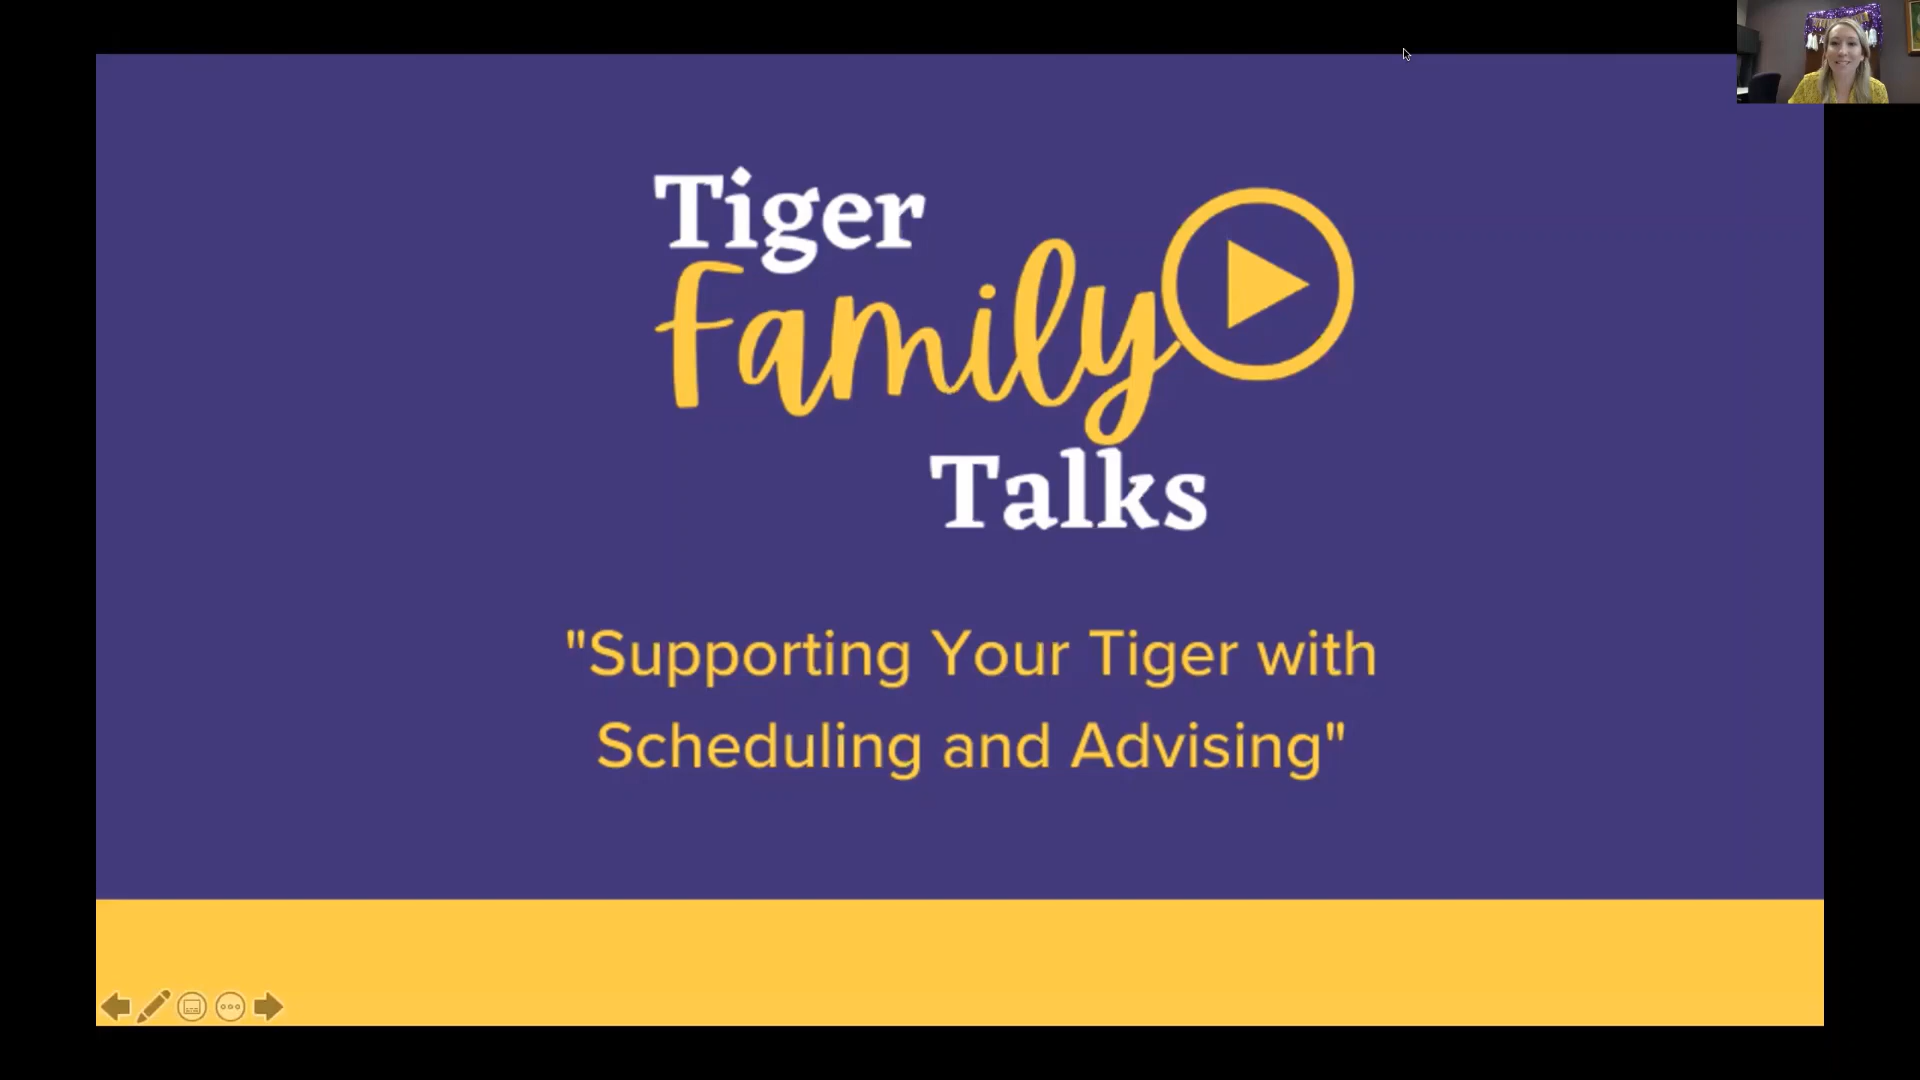 Tiger
Family
Talks
"Supporting Your Tiger with
Scheduling and Advising"